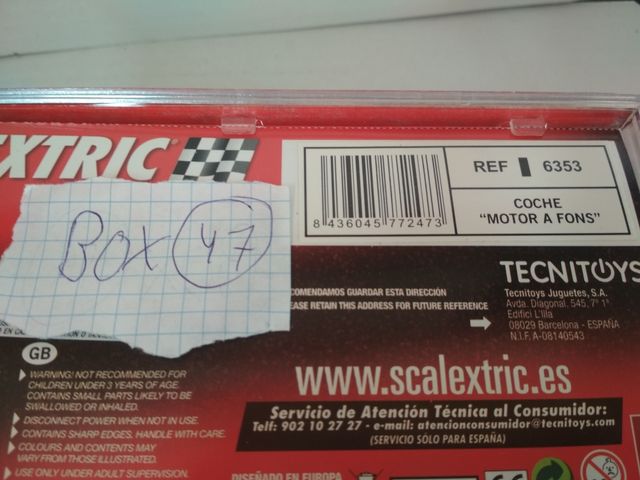 EXTRIC
REF 6353
8 436045 772473
COCHE
"MOTOR A FONS"
BOX 47
TECNITOYS
COMENDAMOS GUARDAR ESTA DIRECCIÓN
EASE RETAIN THIS ADDRESS FOR FUTURE REFERENCE
Tecnitoys Juguetes, S.A.
Avda. Diagonal, 545, 7º 1ª
Edifici L'Illa
08029 Barcelona - ESPAÑA
N.I.F. A-08140543
GB
WARNING: NOT RECOMMENDED FOR
CHILDREN UNDER 3 YEARS OF AGE.
CONTAINS SMALL PARTS LIKELY TO BE
SWALLOWED OR INHALED.
DISCONNECT POWER WHEN NOT IN USE.
CONTAINS SHARP EDGES, HANDLE WITH CARE.
COLOURS AND CONTENTS MAY
VARY FROM THOSE ILLUSTRATED.
USE ONLY UNDER ADULT SUPERVISION.
www.scalextric.es
Servicio de Atención Técnica al Consumidor:
Telf: 902 10 27 27 - e-mail: atencionconsumidor@tecnitoys.com
(SERVICIO SÓLO PARA ESPAÑA)
DISEÑADO EN EUROPA